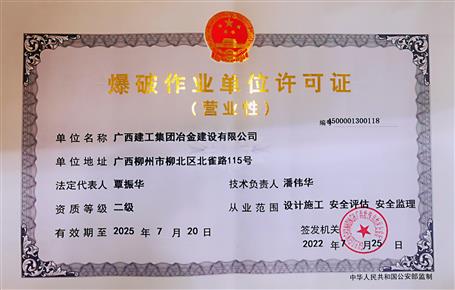 爆破作业单位许可证
（营业性）
编号4500001300118
单位名称 广西建工集团冶金建设有限公司
单位地址 广西柳州市柳北区北雀路115号
法定代表人 覃振华 技术负责人 潘伟华
资质等级 二级 从业范围 设计施工 安全评估 安全监理
有效期至 2025 年 7 月 20 日 签发机关
2022 年 7 月 25 日
中华人民共和国公安部监制